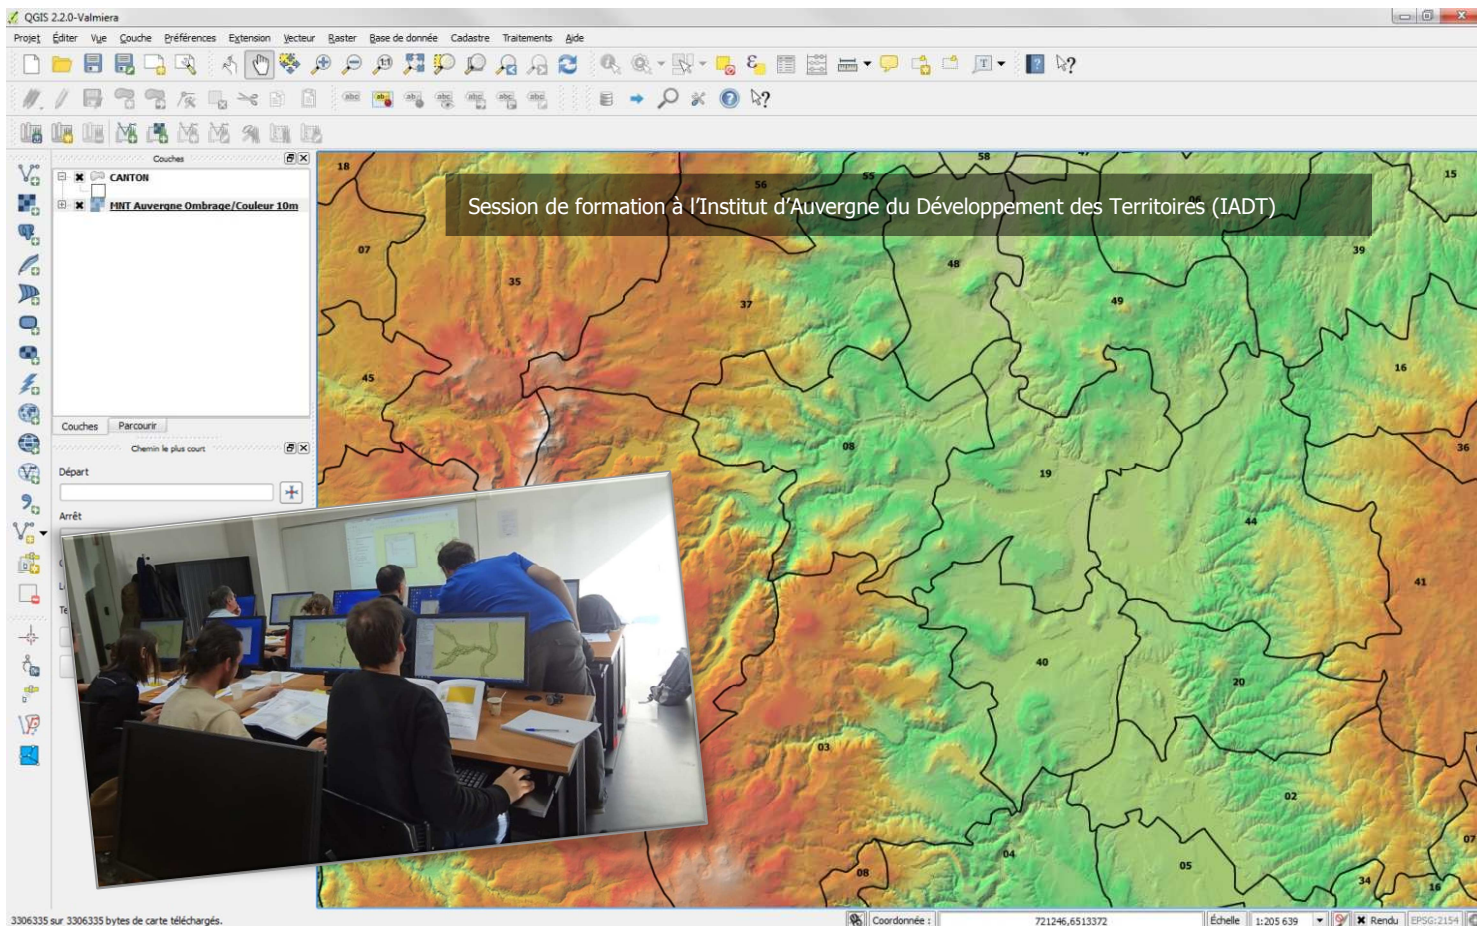 QGIS 2.2.0-Valmiera
Projet Éditer Vue Couche Préférences Extension Vecteur Raster Base de donnée Cadastre Traitements Aide
Couches
CANTON
MNT Auvergne Ombrage/Couleur 10m
Couches Parcourir
Chemin le plus court
Départ
Arrêt
Session de formation à l'Institut d'Auvergne du Développement des Territoires (IADT)
18
58
47
15
56
55
06
07
48
39
35
37
49
45
16
08
19
36
44
41
40
20
03
02
07
04
05
08
34
16
3306335 sur 3306335 bytes de carte téléchargés.
Coordonnée : 721246,6513372 Échelle 1:205 639 Rendu EPSG:2154